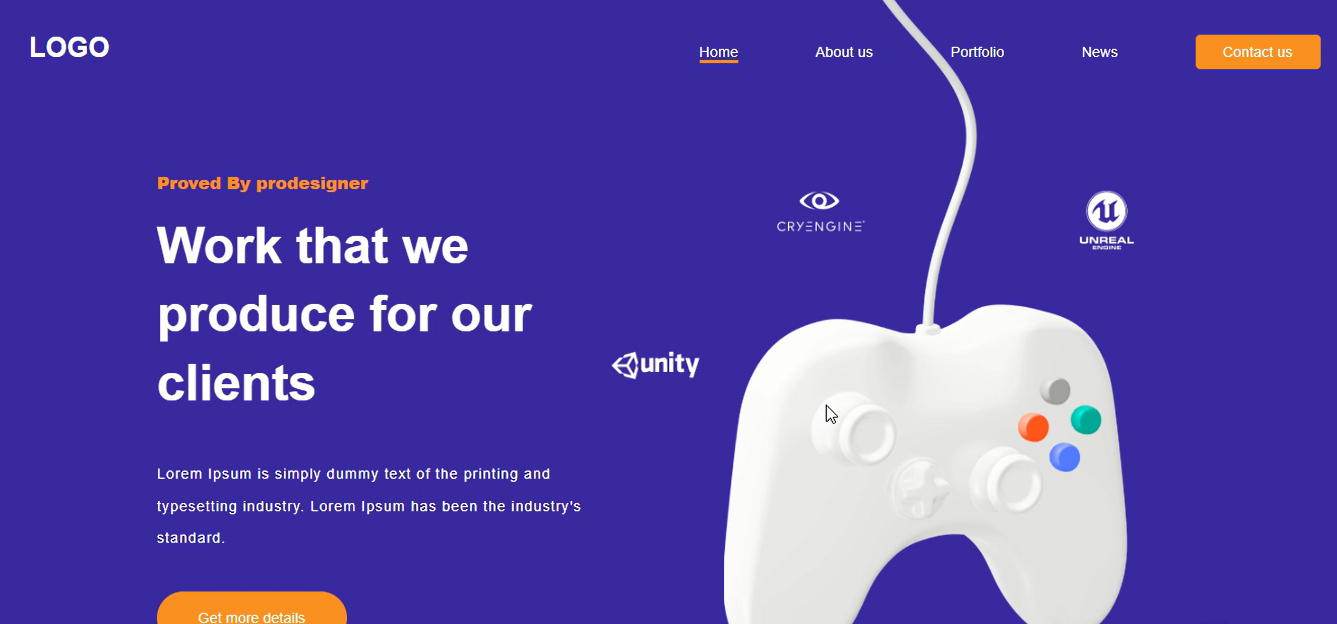 LOGO
Home
About us
Portfolio
News
Contact us
Proved By prodesigner
Work that we
produce for our
clients
CRYENGINE
UNREAL
ENGINE
unity
Lorem Ipsum is simply dummy text of the printing and
typesetting industry. Lorem Ipsum has been the industry's
standard.
Get more details